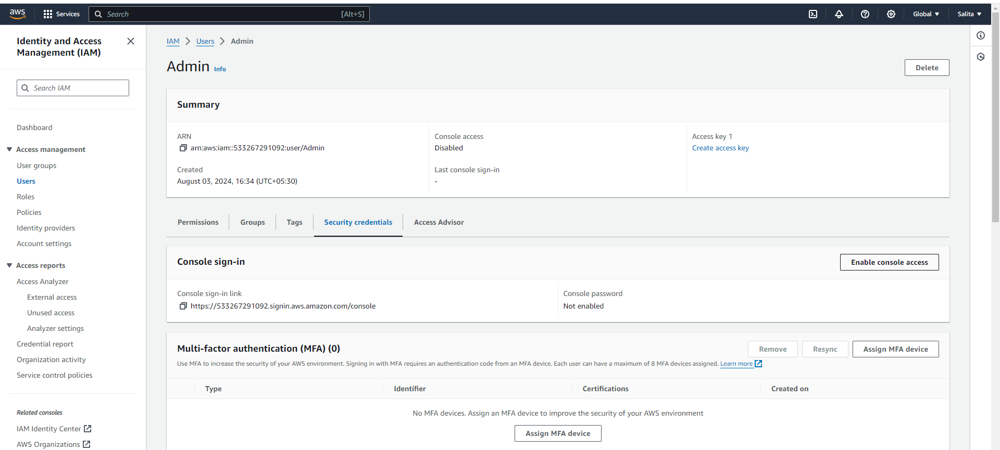 aws
Services
Search
[Alt+S]
Global
Salita
Identity and Access
Management (IAM)
Search IAM
Dashboard
Access management
User groups
Users
Roles
Policies
Identity providers
Account settings
Access reports
Access Analyzer
External access
Unused access
Analyzer settings
Credential report
Organization activity
Service control policies
Related consoles
IAM Identity Center
AWS Organizations
IAM
Users
Admin
Admin Info
Delete
Summary
ARN
arn:aws:iam::533267291092:user/Admin
Created
August 03, 2024, 16:34 (UTC+05:30)
Console access
Disabled
Last console sign-in
-
Access key 1
Create access key
Permissions
Groups
Tags
Security credentials
Access Advisor
Console sign-in
Enable console access
Console sign-in link
https://533267291092.signin.aws.amazon.com/console
Console password
Not enabled
Multi-factor authentication (MFA) (0)
Remove
Resync
Assign MFA device
Use MFA to increase the security of your AWS environment. Signing in with MFA requires an authentication code from an MFA device. Each user can have a maximum of 8 MFA devices assigned. Learn more
Type
Identifier
Certifications
Created on
No MFA devices. Assign an MFA device to improve the security of your AWS environment
Assign MFA device